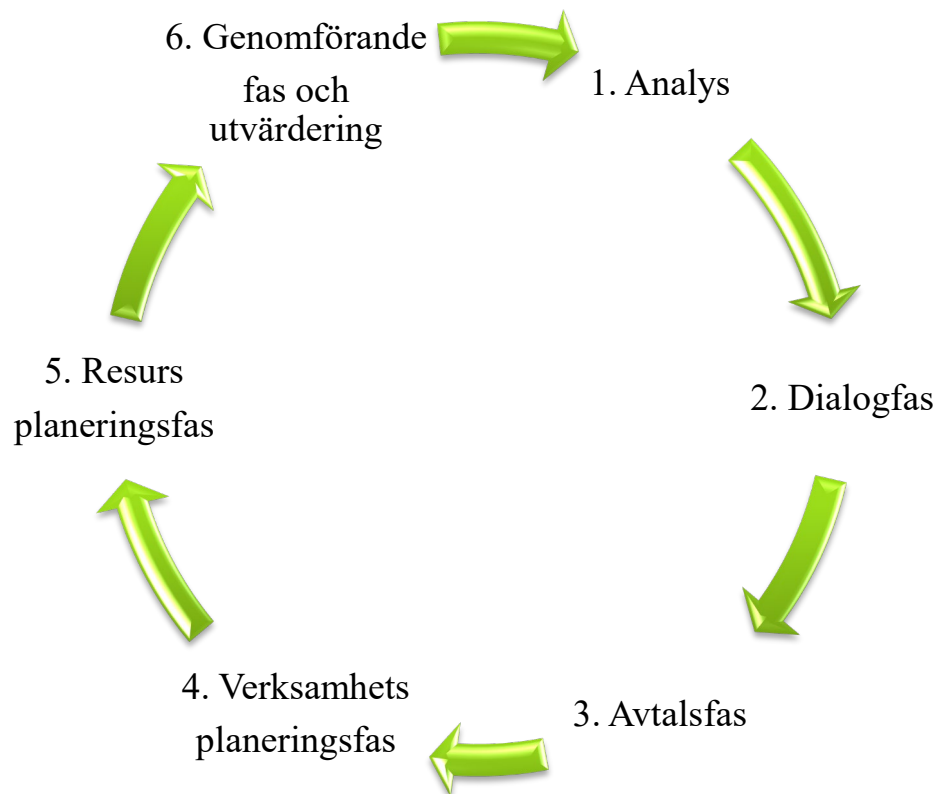 1. Analys
2. Dialogfas
3. Avtalsfas
4. Verksamhets
planeringsfas
5. Resurs
planeringsfas
6. Genomförande
fas och
utvärdering